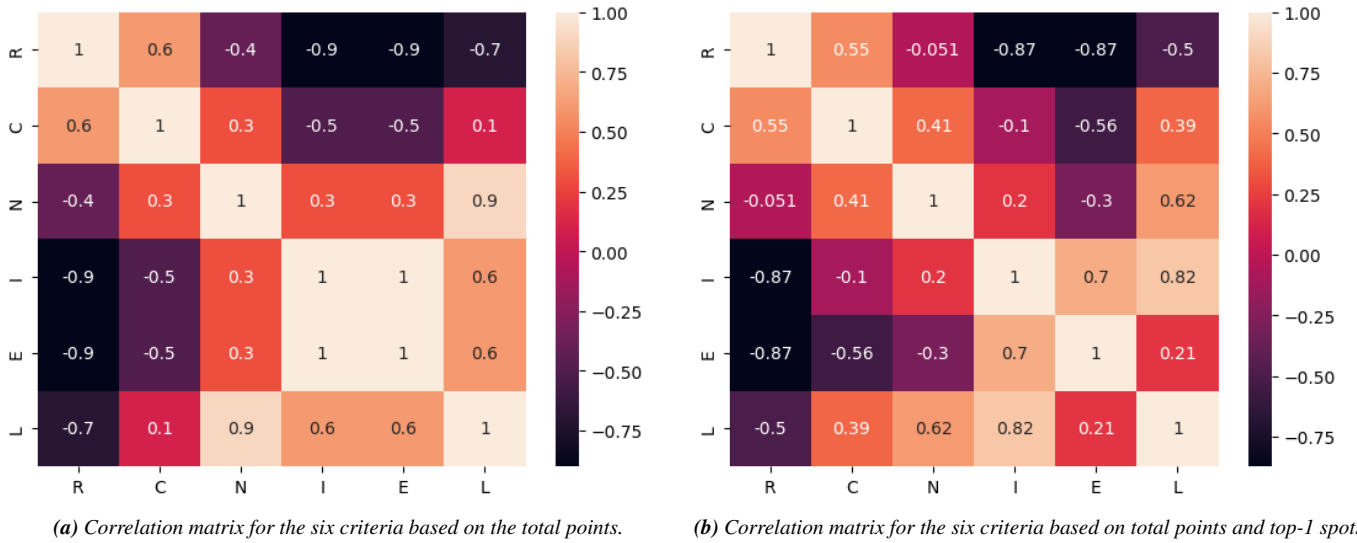 R 1 0.6 -0.4 -0.9 -0.9 -0.7
C 0.6 1 0.3 -0.5 -0.5 0.1
N -0.4 0.3 1 0.3 0.3 0.9
I -0.9 -0.5 0.3 1 1 0.6
E -0.9 -0.5 0.3 1 1 0.6
L -0.7 0.1 0.9 0.6 0.6 1
R C N I E L
1.00
0.75
0.50
0.25
0.00
−0.25
−0.50
−0.75
(a) Correlation matrix for the six criteria based on the total points.
R 1 0.55 -0.051 -0.87 -0.87 -0.5
C 0.55 1 0.41 -0.1 -0.56 0.39
N -0.051 0.41 1 0.2 -0.3 0.62
I -0.87 -0.1 0.2 1 0.7 0.82
E -0.87 -0.56 -0.3 0.7 1 0.21
L -0.5 0.39 0.62 0.82 0.21 1
R C N I E L
1.00
0.75
0.50
0.25
0.00
−0.25
−0.50
−0.75
(b) Correlation matrix for the six criteria based on total points and top-1 spot